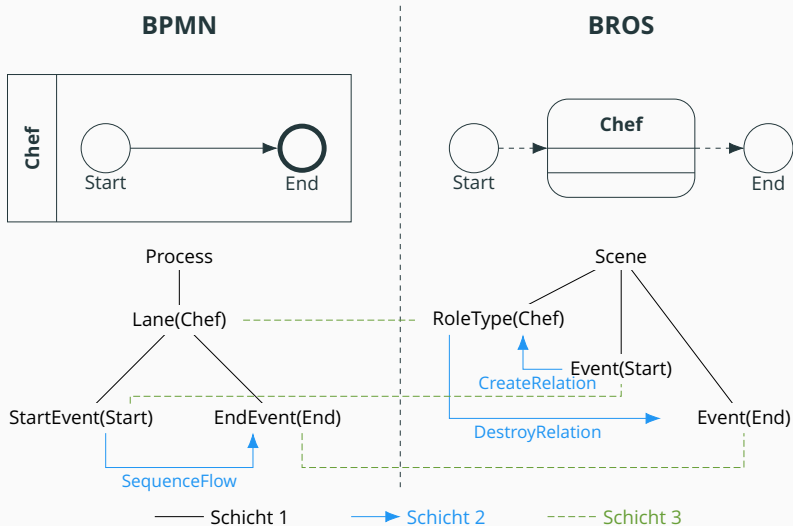 BPMN
BROS
Chef
Start
End
Chef
Start
End
Process
Lane(Chef)
StartEvent(Start)
EndEvent(End)
SequenceFlow
Scene
RoleType(Chef)
Event(Start)
CreateRelation
Event(End)
DestroyRelation
Schicht 1
Schicht 2
Schicht 3